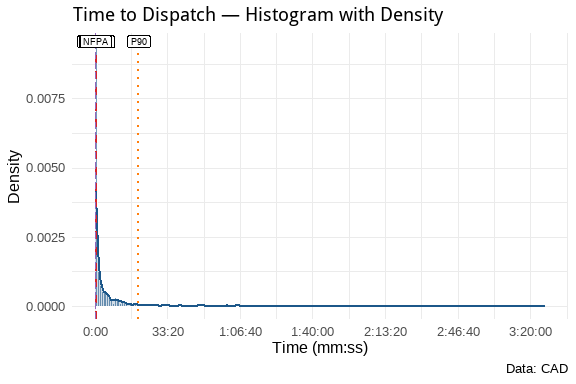 Time to Dispatch — Histogram with Density
NFPA
P90
0.0075
0.0050
0.0025
0.0000
Density
0:00 33:20 1:06:40 1:40:00 2:13:20 2:46:40 3:20:00
Time (mm:ss)
Data: CAD